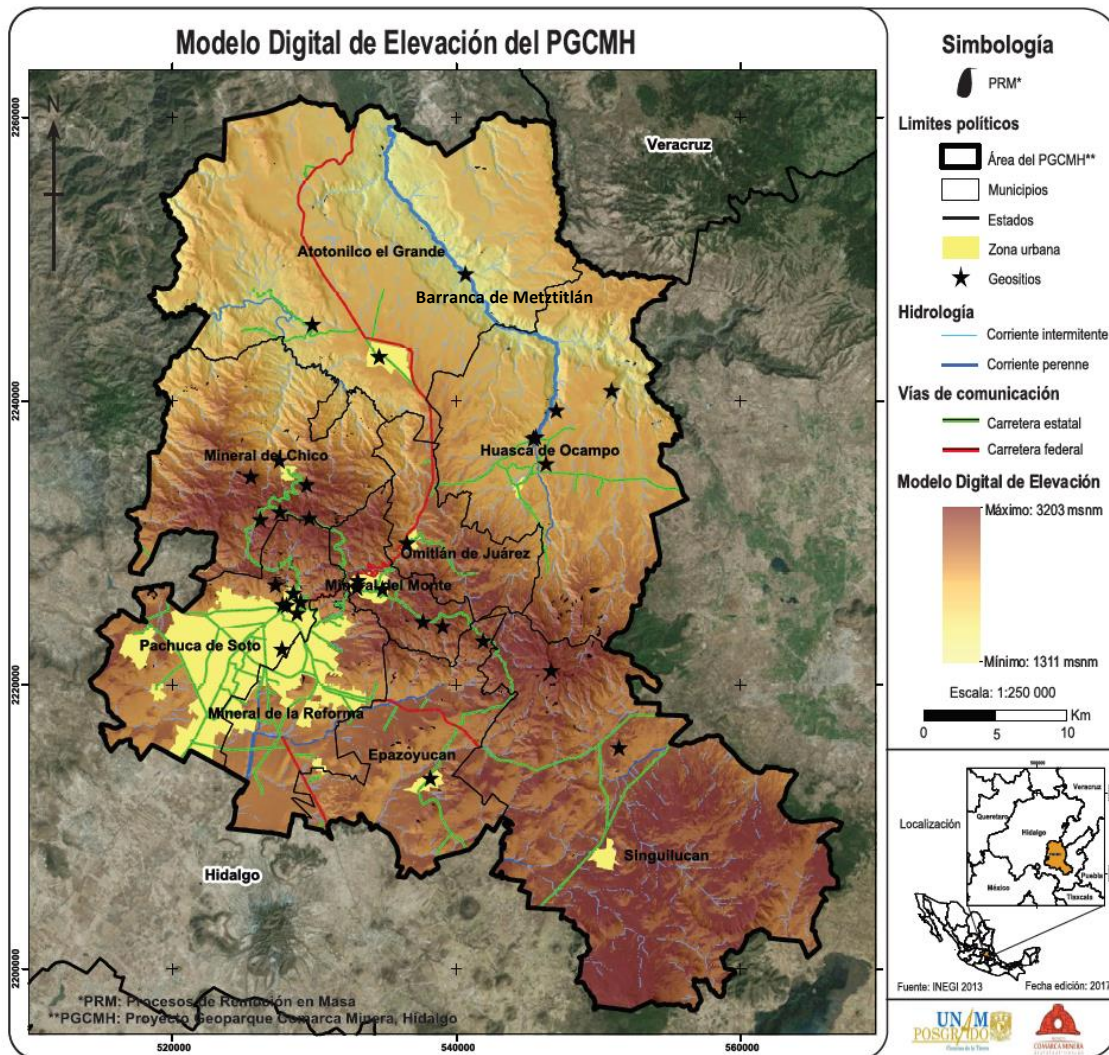 Modelo Digital de Elevación del PGCMH
N
2260000
2240000
2220000
2200000
520000
540000
560000
Veracruz
Atotonilco el Grande
Barranca de Metztitlán
Mineral del Chico
Huasca de Ocampo
Omitlán de Juárez
Mineral del Monte
Pachuca de Soto
Mineral de la Reforma
Epazoyucan
Singuilucan
Hidalgo
*PRM: Procesos de Remoción en Masa
**PGCMH: Proyecto Geoparque Comarca Minera, Hidalgo
Simbología
PRM*
Limites políticos
Área del PGCMH**
Municipios
Estados
Zona urbana
Geositios
Hidrología
Corriente intermitente
Corriente perenne
Vías de comunicación
Carretera estatal
Carretera federal
Modelo Digital de Elevación
Máximo: 3203 msnm
Mínimo: 1311 msnm
Escala: 1:250 000
Km
0 5 10
Localización
Veracruz
Queretaro
Hidalgo
Puebla
México
Tlaxcala
Fuente: INEGI 2013
Fecha edición: 2017
UNAM
POSGRADO
COMARCA MINERA